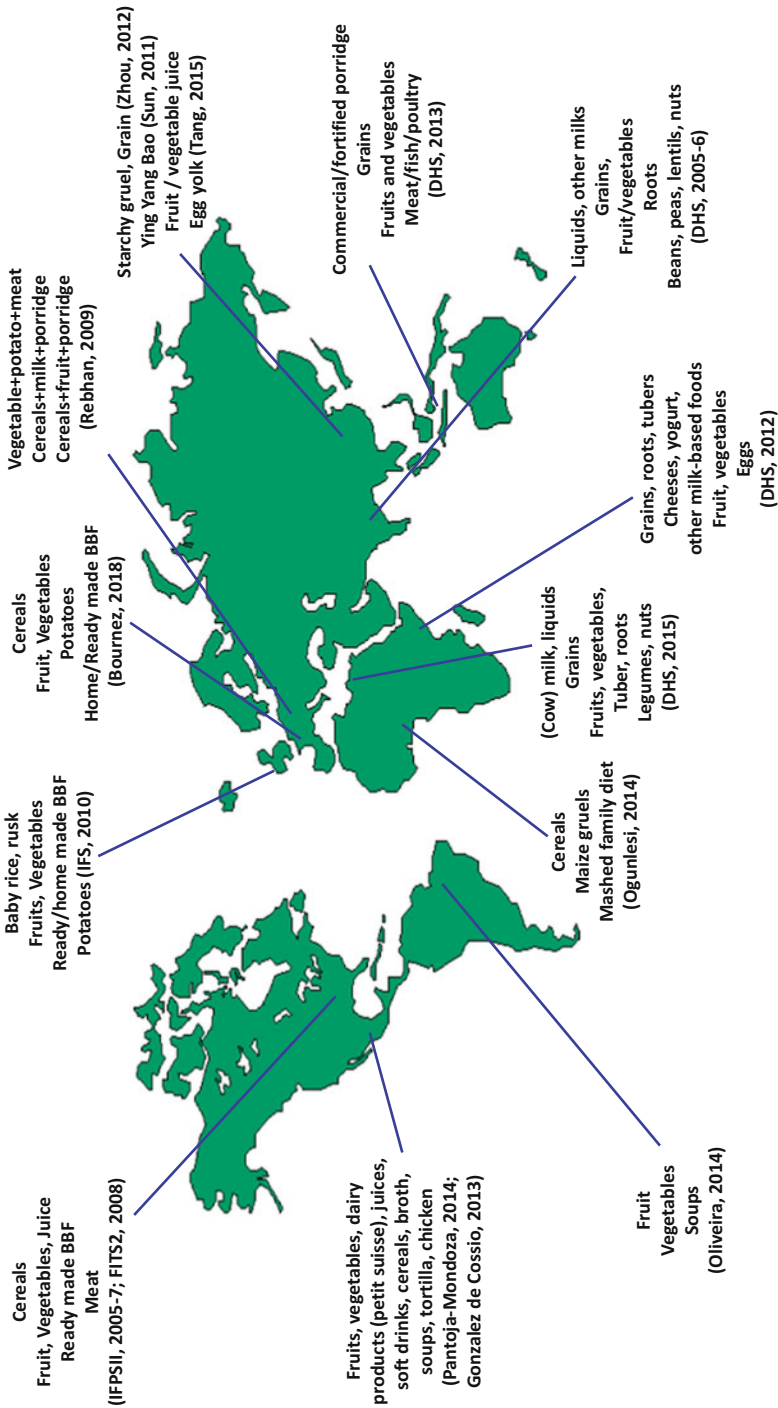 Cereals
Fruit, Vegetables, Juice
Ready made BBF
Meat
(IFPSII, 2005-7; FITS2, 2008)
Baby rice, rusk
Fruits, Vegetables
Ready/home made BBF
Potatoes (IFS, 2010)
Cereals
Fruit, Vegetables
Potatoes
Home/Ready made BBF
(Bournez, 2018)
Vegetable+potato+meat
Cereals+milk+porridge
Cereals+fruit+porridge
(Rebhan, 2009)
Starchy gruel, Grain (Zhou, 2012)
Ying Yang Bao (Sun, 2011)
Fruit / vegetable juice
Egg yolk (Tang, 2015)
Commercial/fortified porridge
Grains
Fruits and vegetables
Meat/fish/poultry
(DHS, 2013)
Liquids, other milks
Grains,
Fruit/vegetables
Roots
Beans, peas, lentils, nuts
(DHS, 2005-6)
Grains, roots, tubers
Cheeses, yogurt,
other milk-based foods
Fruit, vegetables
Eggs
(DHS, 2012)
(Cow) milk, liquids
Grains
Fruits, vegetables,
Tuber, roots
Legumes, nuts
(DHS, 2015)
Cereals
Maize gruels
Mashed family diet
(Ogunlesi, 2014)
Fruits, vegetables, dairy
products (petit suisse), juices,
soft drinks, cereals, broth,
soups, tortilla, chicken
(Pantoja-Mondoza, 2014;
Gonzalez de Cossio, 2013)
Fruit
Vegetables
Soups
(Oliveira, 2014)